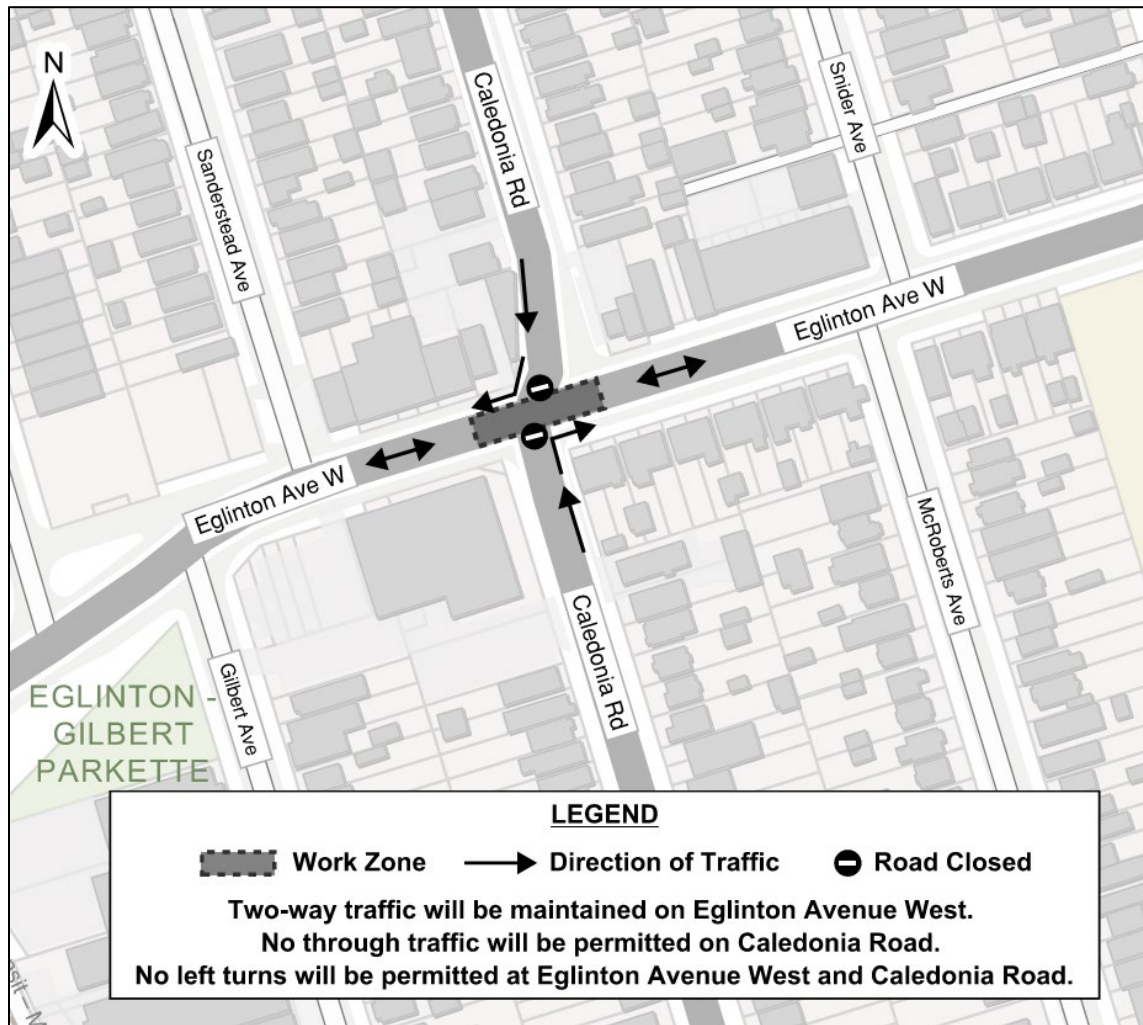 N
Sanderstead Ave
Caledonia Rd
Snider Ave
Eglinton Ave W
Eglinton Ave W
Caledonia Rd
McRoberts Ave
Gilbert Ave
EGLINTON -
GILBERT
PARKETTE
LEGEND
Work Zone Direction of Traffic Road Closed
Two-way traffic will be maintained on Eglinton Avenue West.
No through traffic will be permitted on Caledonia Road.
No left turns will be permitted at Eglinton Avenue West and Caledonia Road.